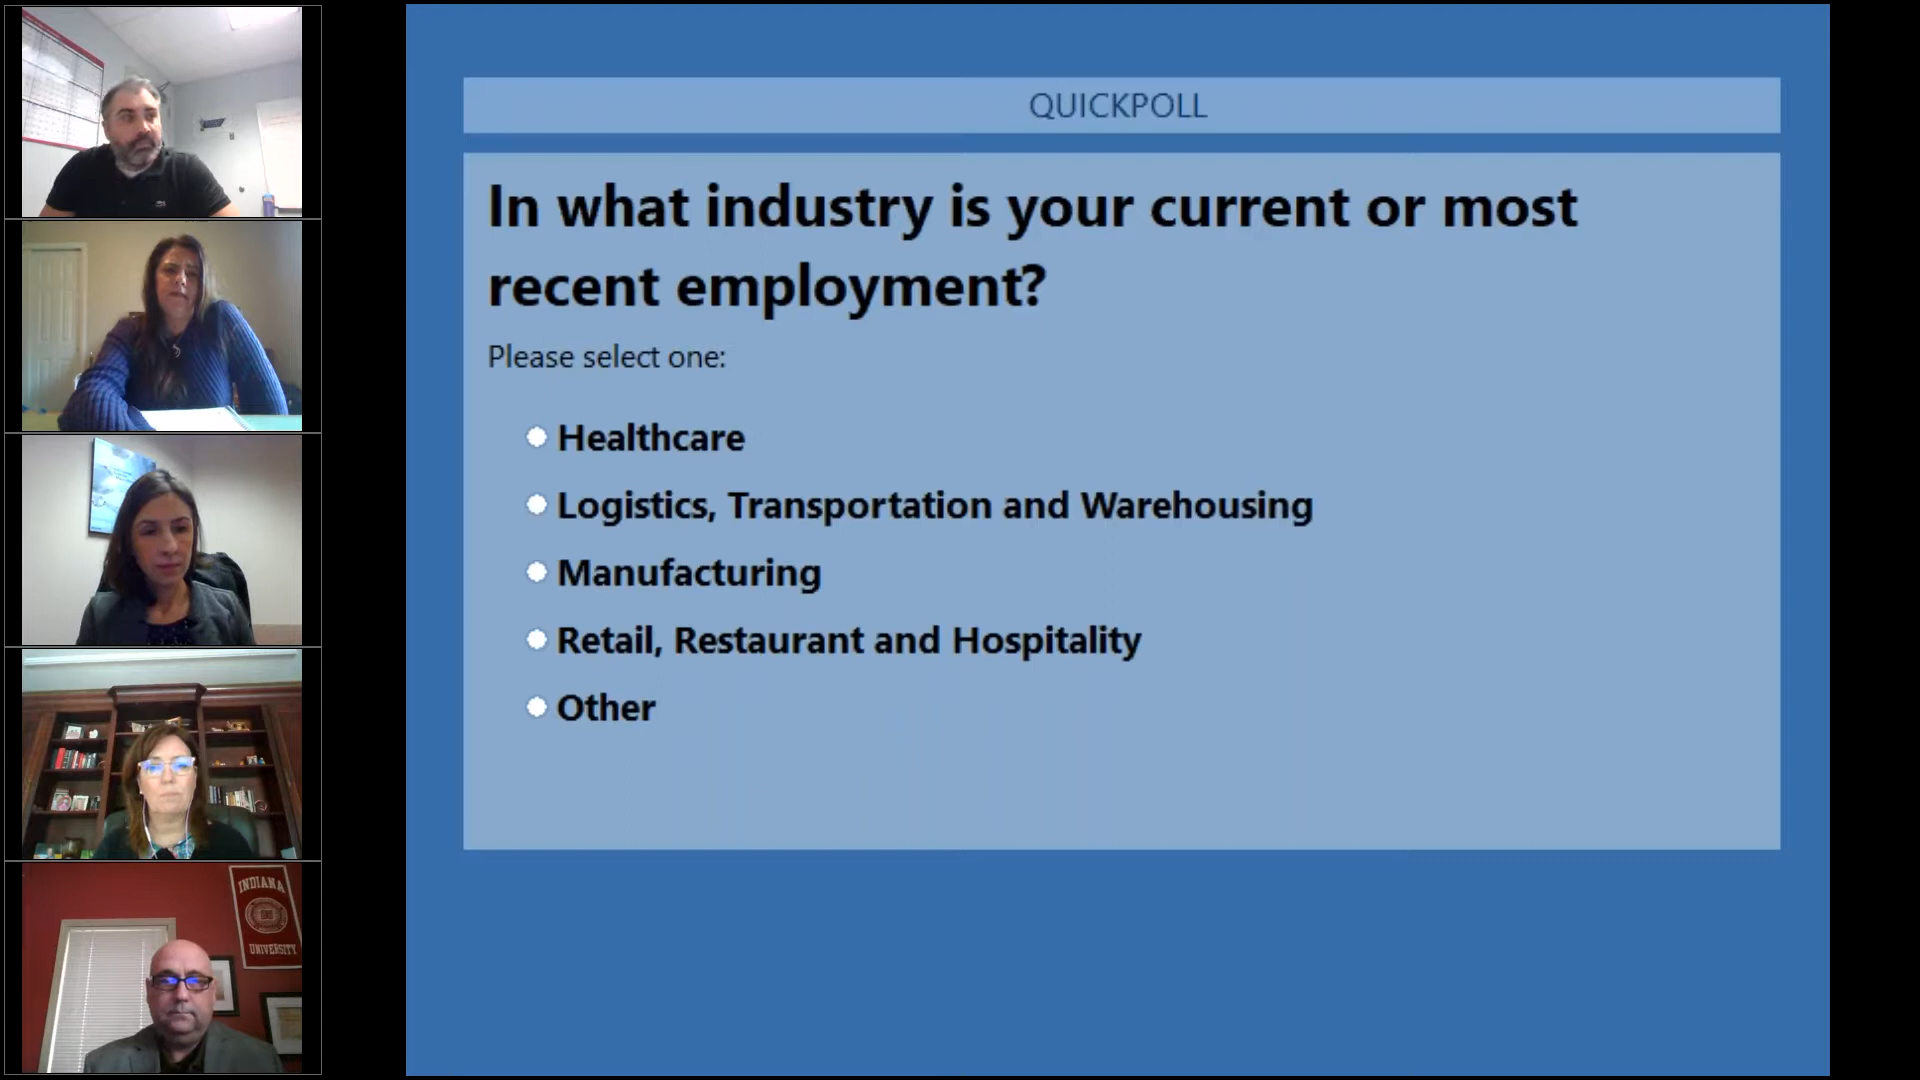 QUICKPOLL
In what industry is your current or most
recent employment?
Please select one:
Healthcare
Logistics, Transportation and Warehousing
Manufacturing
Retail, Restaurant and Hospitality
Other
INDIANA
UNIVERSITY